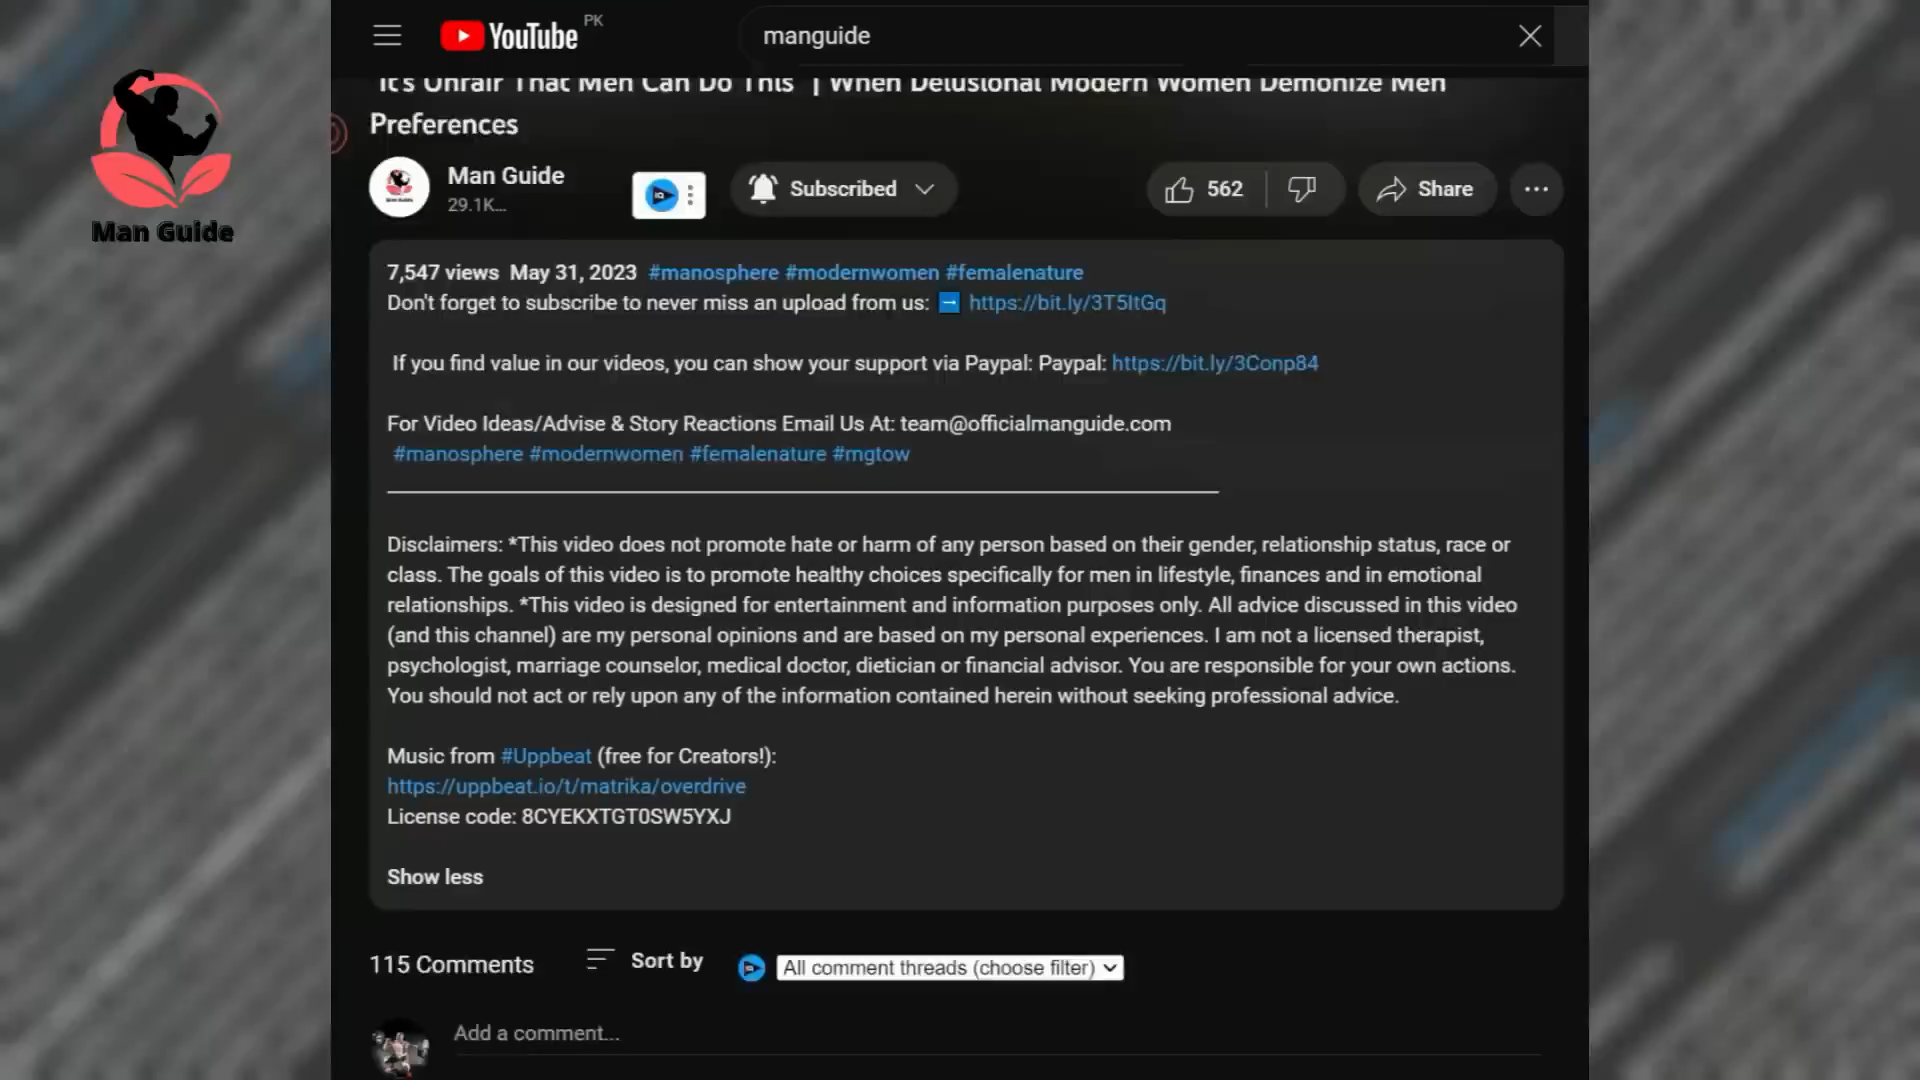 YouTube PK
manguide
"It's Unfair That Men Can Do This" | When Delusional Modern Women Demonize Men
Preferences
Man Guide
Man Guide
29.1K...
Subscribed
562
Share
7,547 views May 31, 2023 #manosphere #modernwomen #femalenature
Don't forget to subscribe to never miss an upload from us: ➡ https://bit.ly/3T5ItGq
If you find value in our videos, you can show your support via Paypal: Paypal: https://bit.ly/3Conp84
For Video Ideas/Advise & Story Reactions Email Us At: team@officialmanguide.com
#manosphere #modernwomen #femalenature #mgtow
Disclaimers: *This video does not promote hate or harm of any person based on their gender, relationship status, race or
class. The goals of this video is to promote healthy choices specifically for men in lifestyle, finances and in emotional
relationships. *This video is designed for entertainment and information purposes only. All advice discussed in this video
(and this channel) are my personal opinions and are based on my personal experiences. I am not a licensed therapist,
psychologist, marriage counselor, medical doctor, dietician or financial advisor. You are responsible for your own actions.
You should not act or rely upon any of the information contained herein without seeking professional advice.
Music from #Uppbeat (free for Creators!):
https://uppbeat.io/t/matrika/overdrive
License code: 8CYEKXTGT0SW5YXJ
Show less
115 Comments
Sort by
All comment threads (choose filter)
Add a comment...